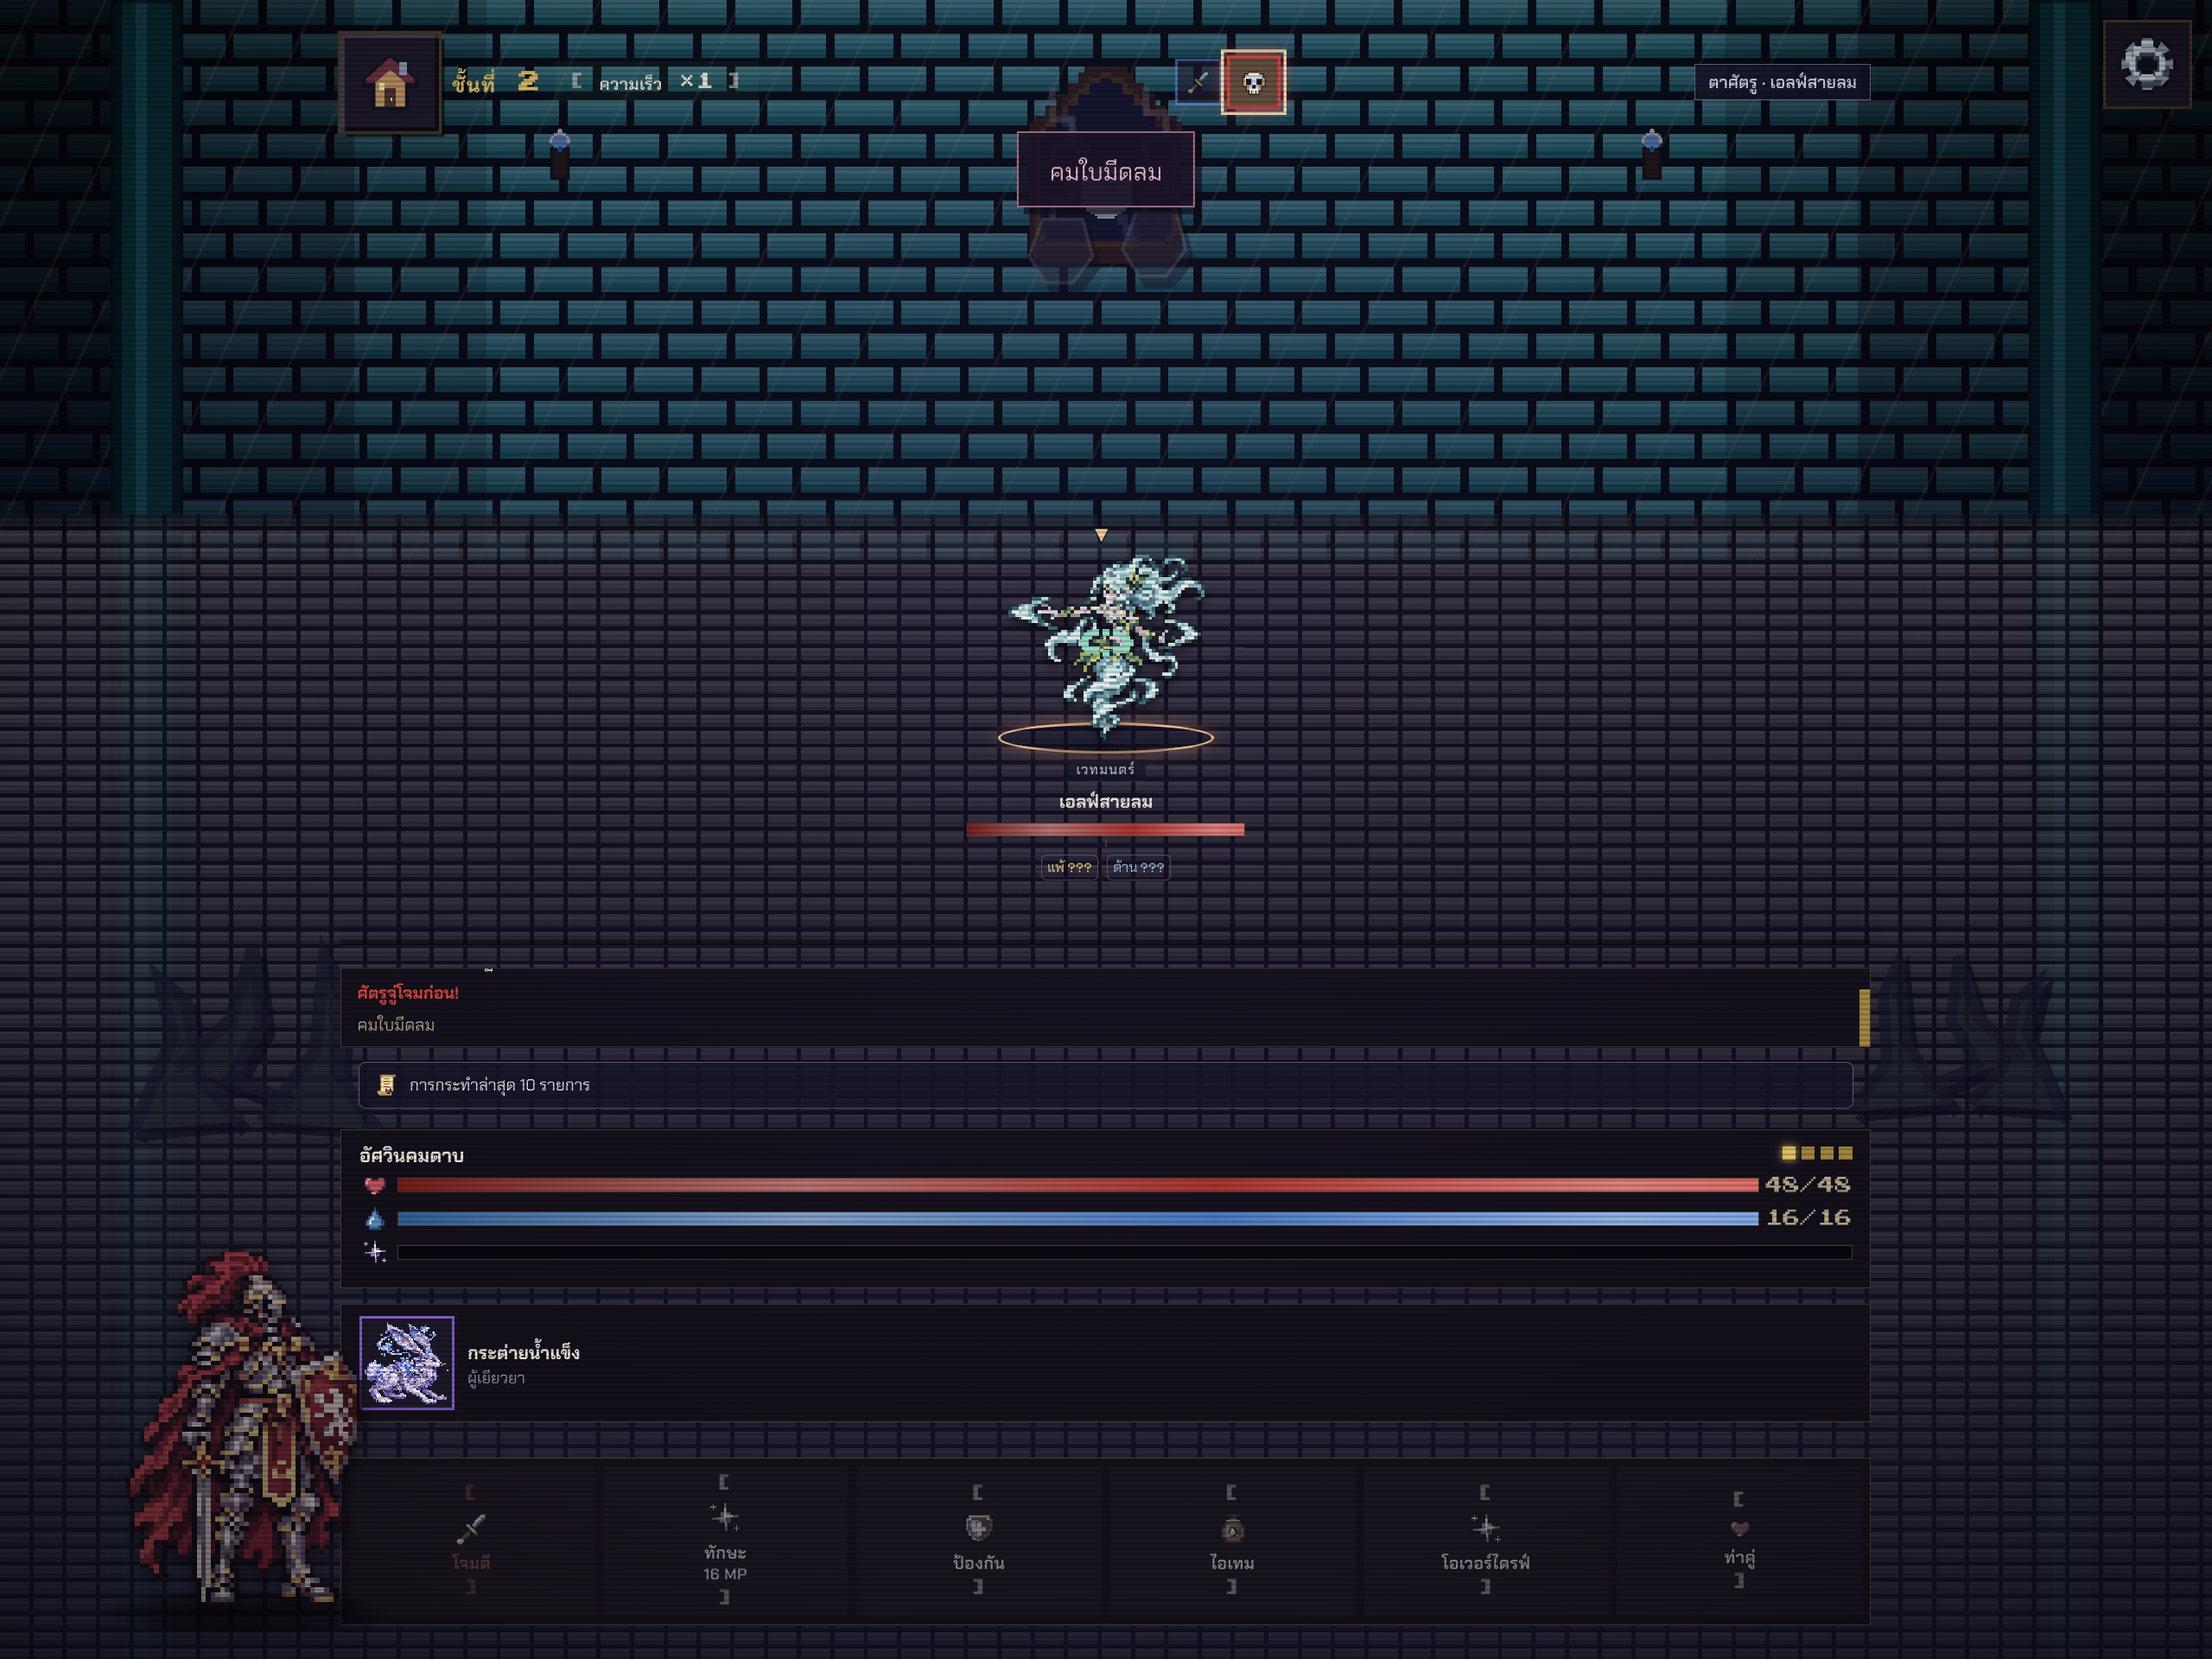 ชั้นที่ 2 [ ความเร็ว ×1 ]
ตาศัตรู · เอลฟ์สายลม
คมใบมีดลม
เวทมนตร์
เอลฟ์สายลม
แพ้ ??? ต้าน ???
ศัตรูจู่โจมก่อน!
คมใบมีดลม
การกระทำล่าสุด 10 รายการ
อัศวินคมดาบ
48/48
16/16
กระต่ายน้ำแข็ง
ผู้เยียวยา
[ โจมตี ]
[ ทักษะ 16 MP ]
[ ป้องกัน ]
[ ไอเทม ]
[ โอเวอร์ไดรฟ์ ]
[ ท่าคู่ ]